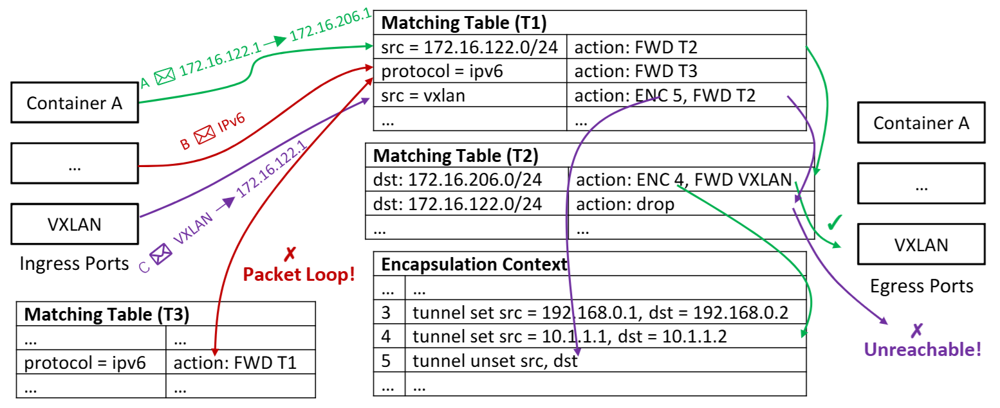 Container A
...
VXLAN
Ingress Ports
A 172.16.122.1 → 172.16.206.1
B IPv6
C VXLAN → 172.16.122.1
✗
Packet Loop!
Matching Table (T3)
... ...
protocol = ipv6 action: FWD T1
... ...
Matching Table (T1)
src = 172.16.122.0/24 action: FWD T2
protocol = ipv6 action: FWD T3
src = vxlan action: ENC 5, FWD T2
... ...
Matching Table (T2)
dst: 172.16.206.0/24 action: ENC 4, FWD VXLAN
dst: 172.16.122.0/24 action: drop
... ...
Encapsulation Context
... ...
3 tunnel set src = 192.168.0.1, dst = 192.168.0.2
4 tunnel set src = 10.1.1.1, dst = 10.1.1.2
5 tunnel unset src, dst
... ...
Container A
...
✓
VXLAN
Egress Ports
✗
Unreachable!